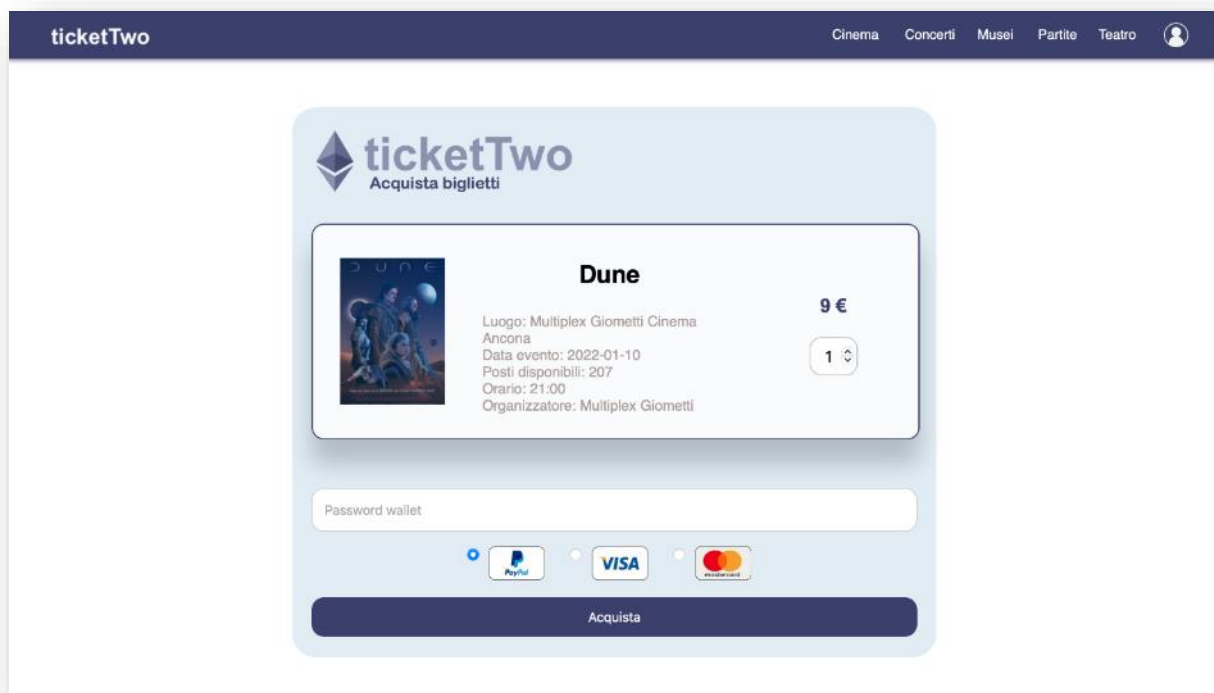 ticketTwo
Cinema Concerti Musei Partite Teatro
ticketTwo
Acquista biglietti
DUNE
Dune
9 €
Luogo: Multiplex Giometti Cinema
Ancona
Data evento: 2022-01-10
1
Posti disponibili: 207
Orario: 21:00
Organizzatore: Multiplex Giometti
Password wallet
PayPal
VISA
mastercard
Acquista